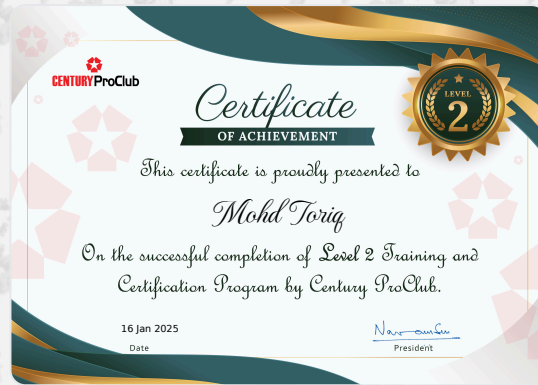 CENTURY ProClub
LEVEL
2
Certificate
OF ACHIEVEMENT
This certificate is proudly presented to
Mohd Toriq
On the successful completion of Level 2 Training and
Certification Program by Century ProClub.
16 Jan 2025
Date
President